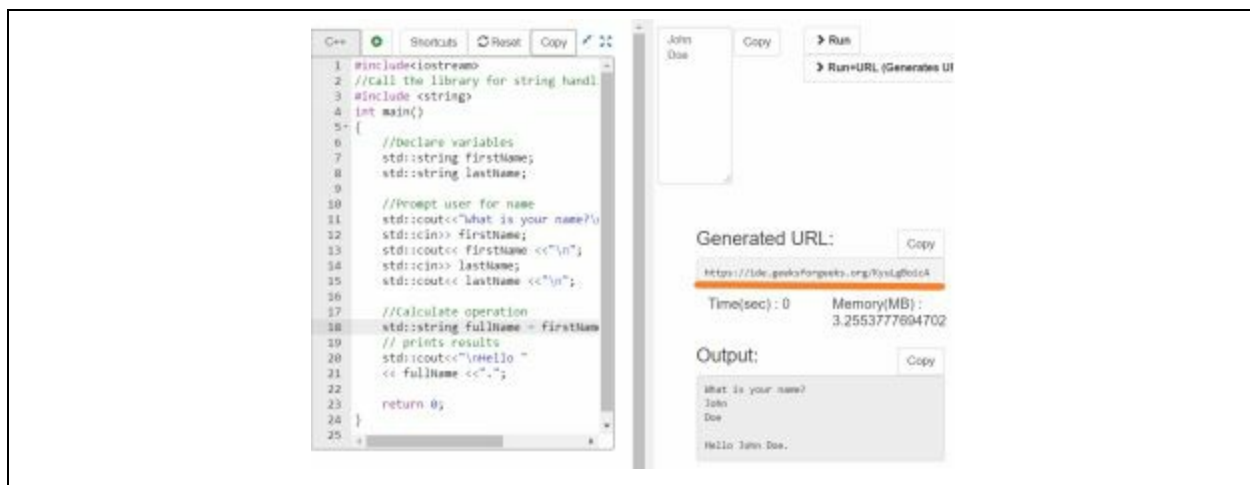 C++ Shortcuts Reset Copy
1 #include<iostream>
2 //Call the library for string handl
3 #include <string>
4 int main()
5- {
6 //Declare variables
7 std::string firstName;
8 std::string lastName;
9
10 //Prompt user for name
11 std::cout<<"What is your name?\
12 std::cin>> firstName;
13 std::cout<< firstName <<"\n";
14 std::cin>> lastName;
15 std::cout<< lastName <<"\n";
16
17 //Calculate operation
18 std::string fullName = firstNam
19 // prints results
20 std::cout<<"\nHello "
21 << fullName <<".";
22
23 return 0;
24 }
25
John
Doe
Copy
Run
Run+URL (Generates UR
Generated URL:
Copy
Time(sec) : 0
Memory(MB) :
3.2553777694702
Output:
Copy
What is your name?
John
Doe
Hello John Doe.